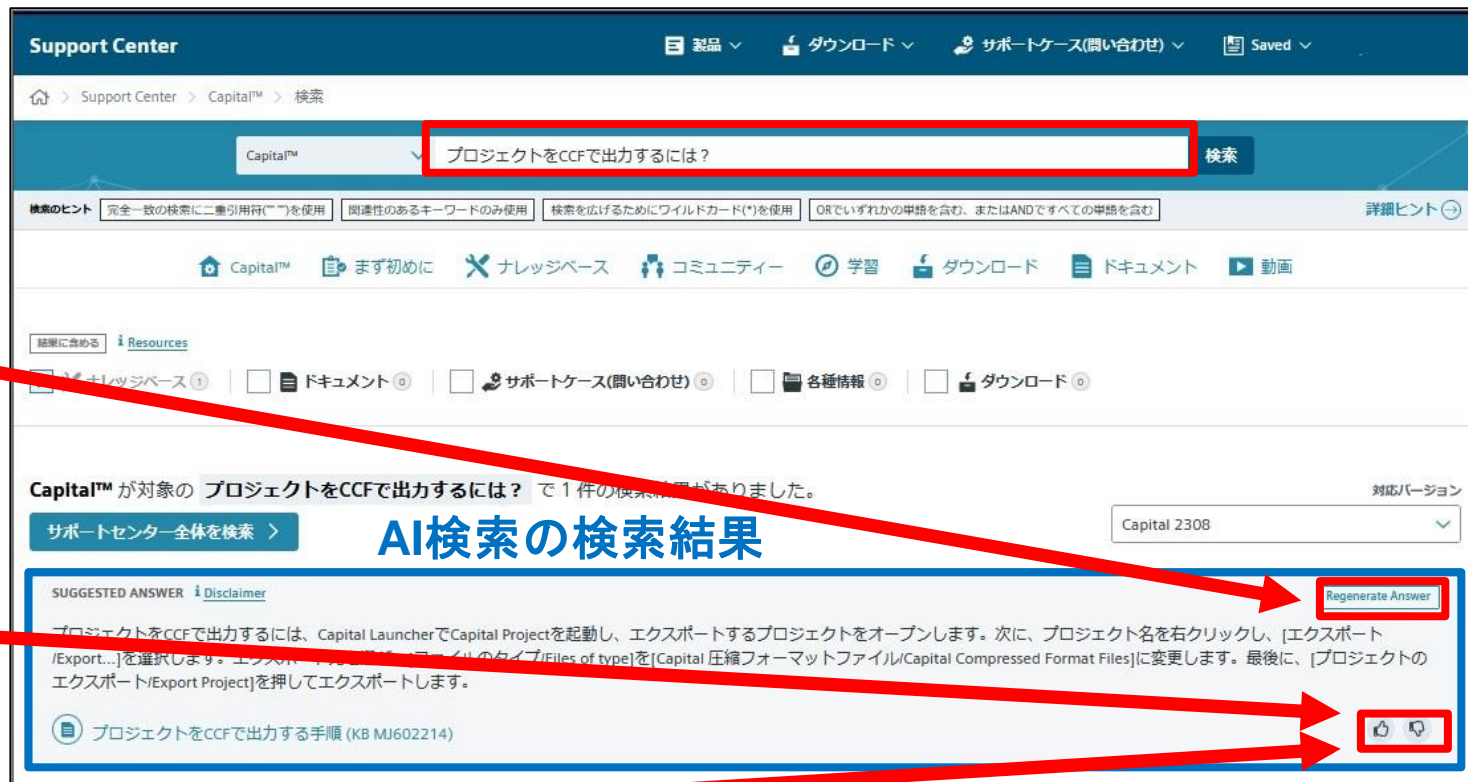 Support Center
製品
ダウンロード
サポートケース(問い合わせ)
Saved
Support Center > Capital™ > 検索
Capital™
プロジェクトをCCFで出力するには？
検索
検索のヒント
完全一致の検索に二重引用符("" "")を使用
関連性のあるキーワードのみ使用
検索を広げるためにワイルドカード(*)を使用
ORでいずれかの単語を含む、またはANDですべての単語を含む
詳細ヒント
Capital™
まず初めに
ナレッジベース
コミュニティー
学習
ダウンロード
ドキュメント
動画
結果に含める
i Resources
ナレッジベース 1
ドキュメント 0
サポートケース(問い合わせ) 0
各種情報 0
ダウンロード 0
Capital™ が対象の プロジェクトをCCFで出力するには？ で 1 件の検索結果がありました。
対応バージョン
サポートセンター全体を検索 >
AI検索の検索結果
Capital 2308
SUGGESTED ANSWER i Disclaimer
Regenerate Answer
プロジェクトをCCFで出力するには、Capital LauncherでCapital Projectを起動し、エクスポートするプロジェクトをオープンします。次に、プロジェクト名を右クリックし、[エクスポート
/Export...]を選択します。ファイルのタイプ/Files of type]を[Capital 圧縮フォーマットファイル/Capital Compressed Format Files]に変更します。最後に、[プロジェクトの
エクスポート/Export Project]を押してエクスポートします。
プロジェクトをCCFで出力する手順 (KB MJ602214)